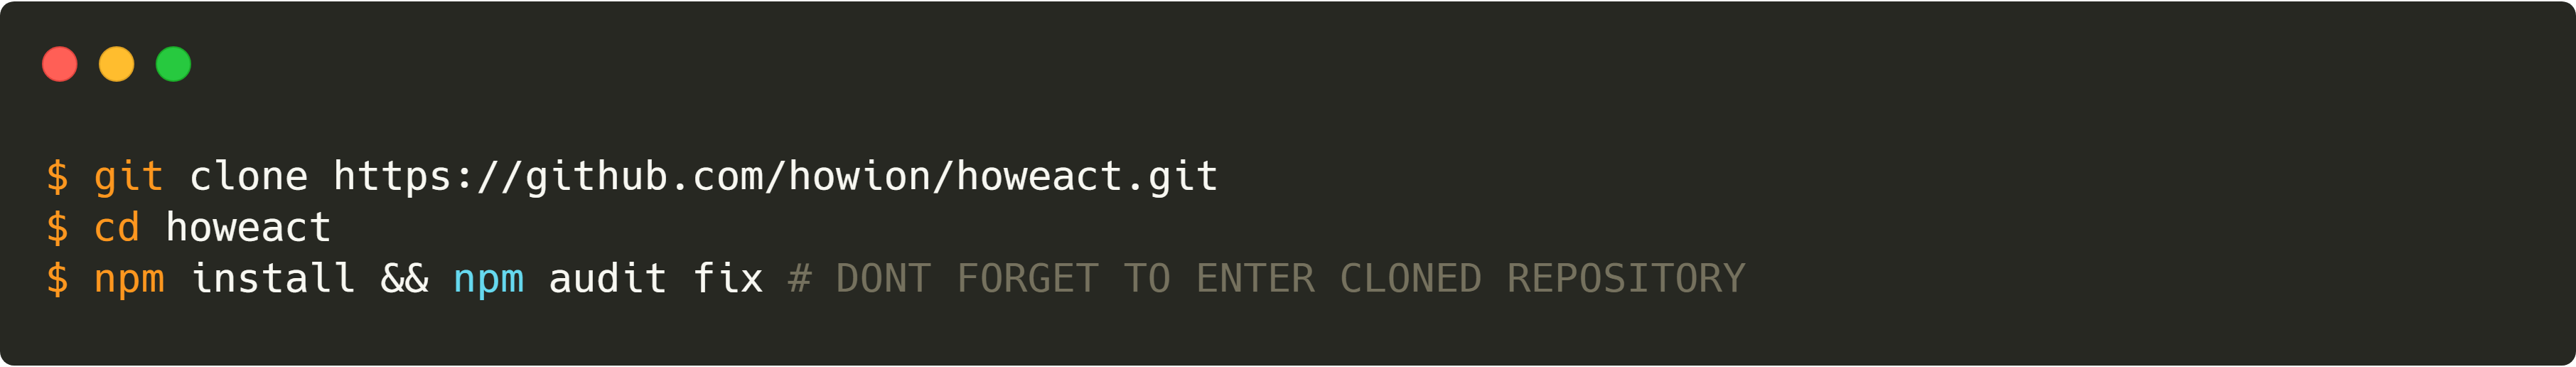 $ git clone https://github.com/howion/howeact.git
$ cd howeact
$ npm install && npm audit fix # DONT FORGET TO ENTER CLONED REPOSITORY